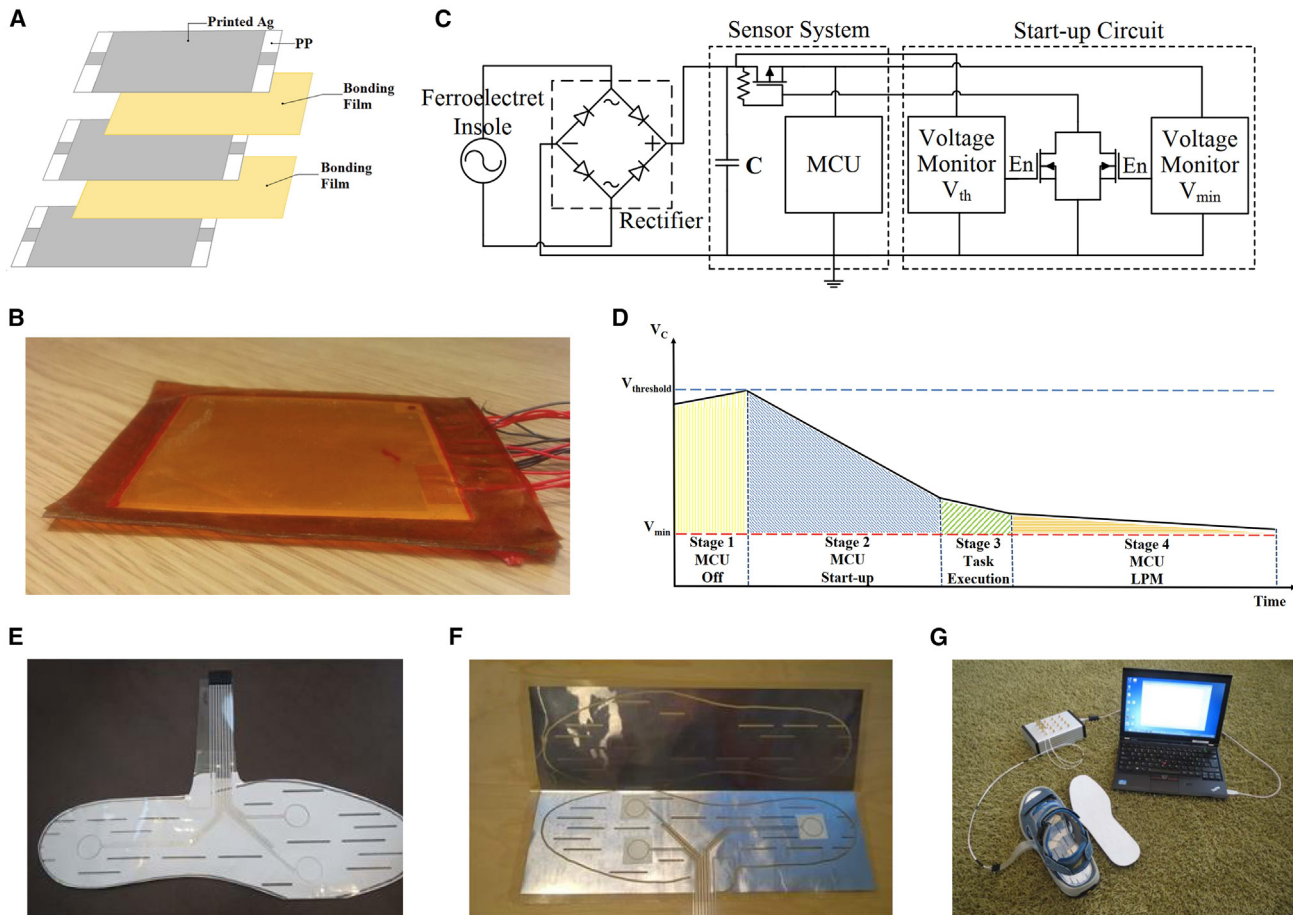 A
Printed Ag
PP
Bonding
Film
Bonding
Film
B
C
Sensor System
Start-up Circuit
Ferroelectret
Insole
Rectifier
C
MCU
Voltage
Monitor
Vth
En
En
Voltage
Monitor
Vmin
D
VC
Vthreshold
Vmin
Stage 1
MCU
Off
Stage 2
MCU
Start-up
Stage 3
Task
Execution
Stage 4
MCU
LPM
Time
E
F
G